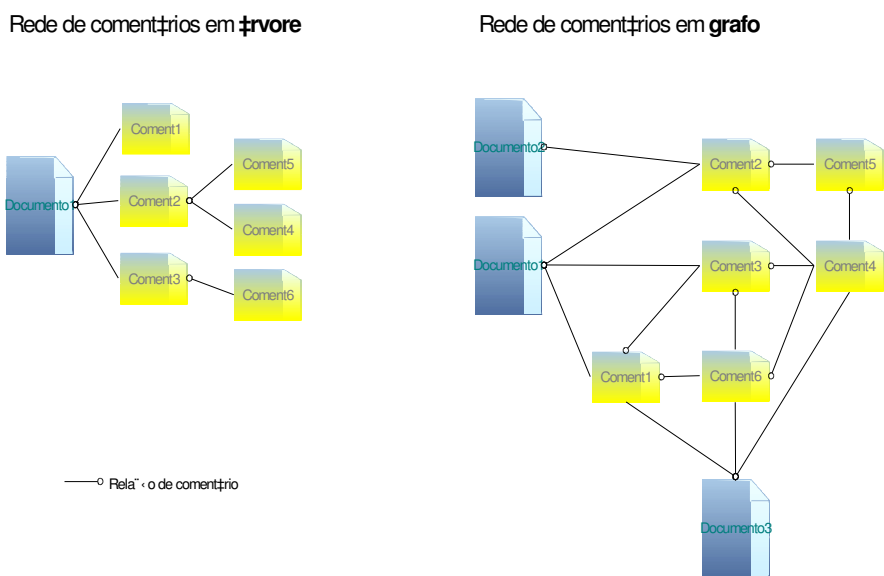 Rede de coment‡rios em ‡rvore
Coment1
Coment5
Documento1
Coment2
Coment4
Coment3
Coment6
Rela¨‹o de coment‡rio
Rede de coment‡rios em grafo
Documento2
Coment2
Coment5
Documento1
Coment3
Coment4
Coment1
Coment6
Documento3